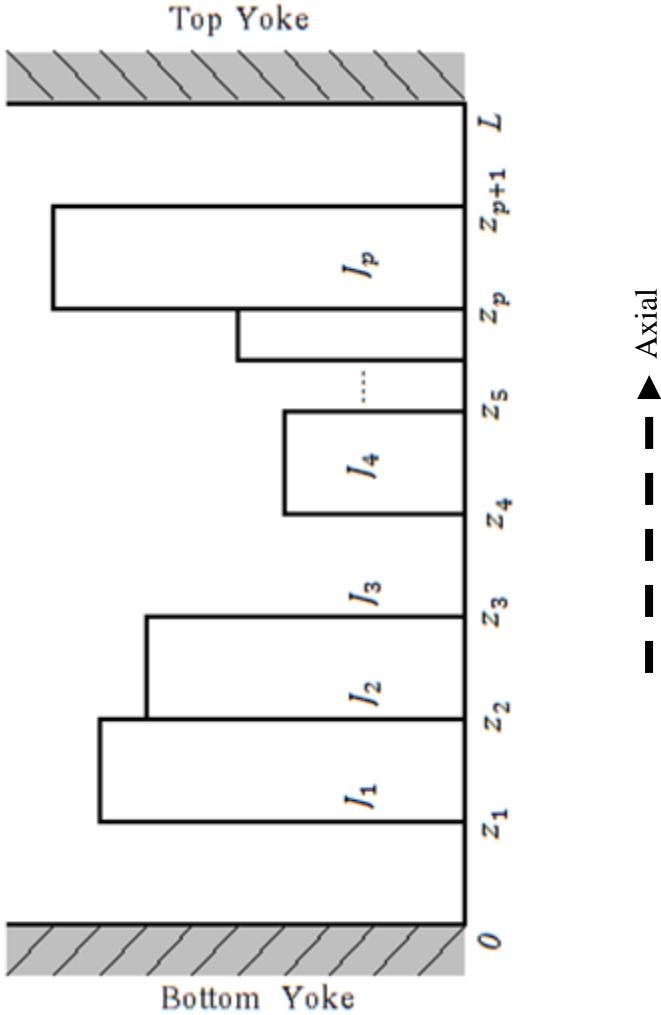 Top Yoke
L
z_{p+1}
J_p
z_p
.....
z_5
J_4
z_4
J_3
z_3
J_2
z_2
J_1
z_1
0
Bottom Yoke
Axial